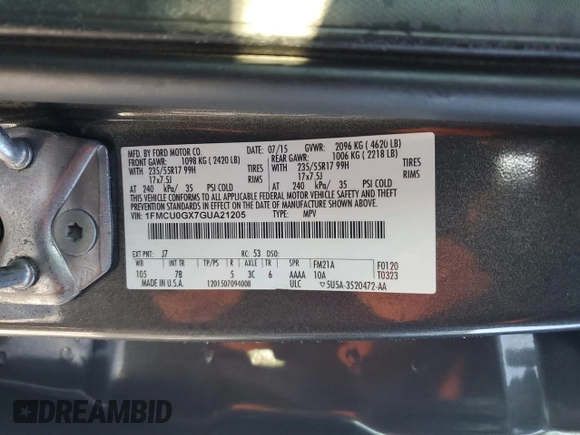 MFD. BY FORD MOTOR CO. 07/15 GVWR: 2096 KG ( 4620 LB)
FRONT GAWR: 1098 KG ( 2420 LB) REAR GAWR: 1006 KG ( 2218 LB)
WITH 235/55R17 99H TIRES WITH 235/55R17 99H TIRES
17x7.5J RIMS 17x7.5J RIMS
AT 240 kPa/ 35 PSI COLD AT 240 kPa/ 35 PSI COLD
THIS VEHICLE CONFORMS TO ALL APPLICABLE FEDERAL MOTOR VEHICLE SAFETY AND THEFT
PREVENTION STANDARDS IN EFFECT ON THE DATE OF MANUFACTURE SHOWN ABOVE.
VIN: 1FMCU0GX7GUA21205 TYPE: MPV
EXT PNT: J7 RC: 53 DSO:
WB INT TR TP/PS R AXLE TR SPR FM21A F0120
105 7B 5 3C 6 AAAA 10A T0323
MADE IN U.S.A. 1201507094008 ULC 5USA-3520472-AA
DREAMBID